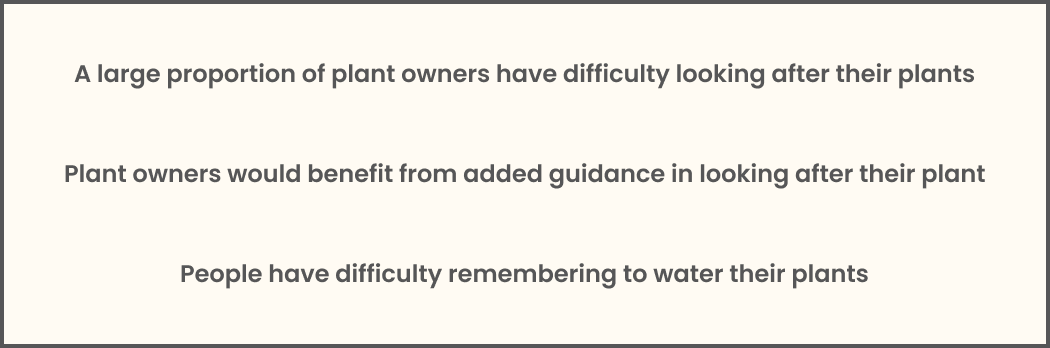 A large proportion of plant owners have difficulty looking after their plants
Plant owners would benefit from added guidance in looking after their plant
People have difficulty remembering to water their plants